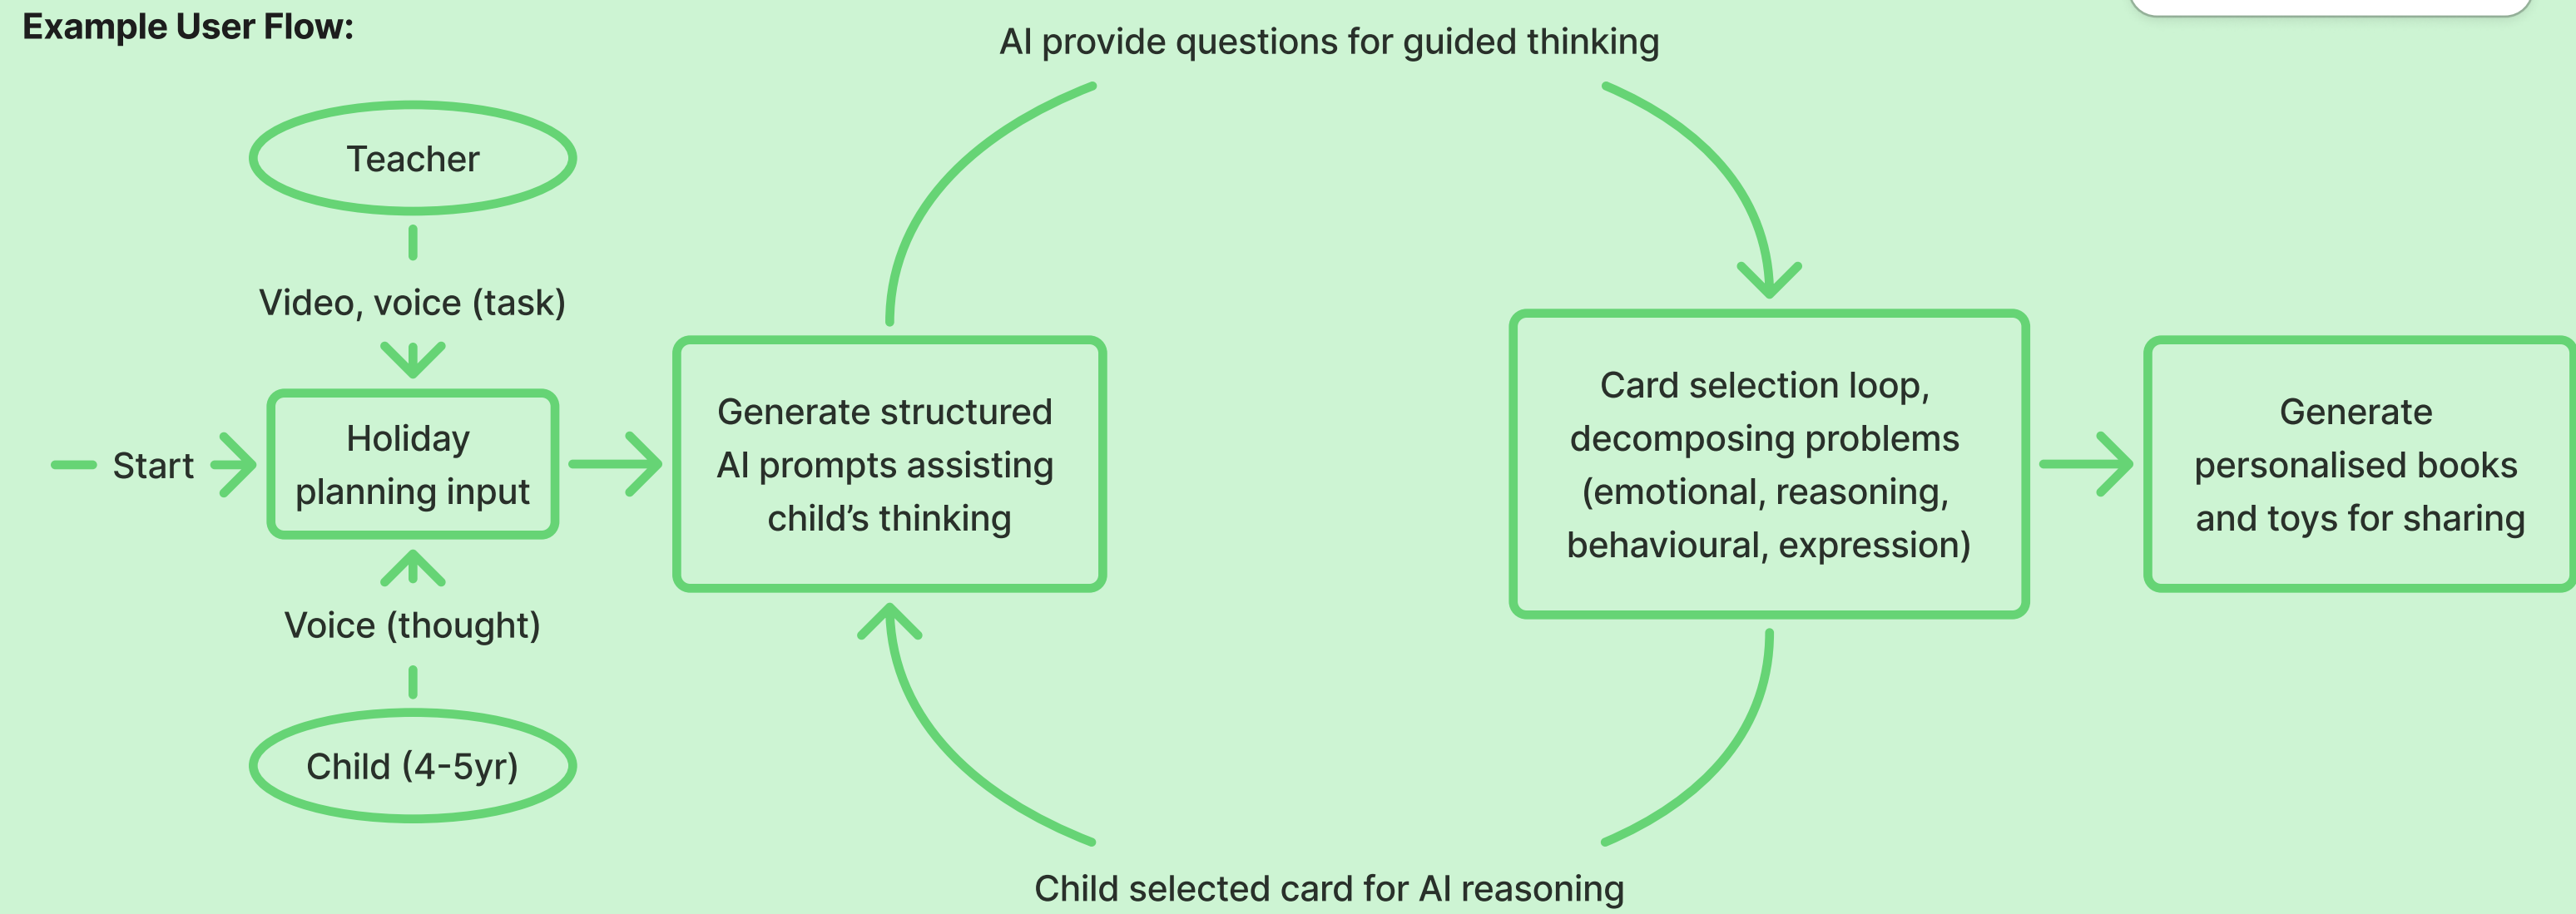 Example User Flow:
AI provide questions for guided thinking
Teacher
Video, voice (task)
Start
Holiday
planning input
Voice (thought)
Child (4-5yr)
Generate structured
AI prompts assisting
child’s thinking
Card selection loop,
decomposing problems
(emotional, reasoning,
behavioural, expression)
Generate
personalised books
and toys for sharing
Child selected card for AI reasoning